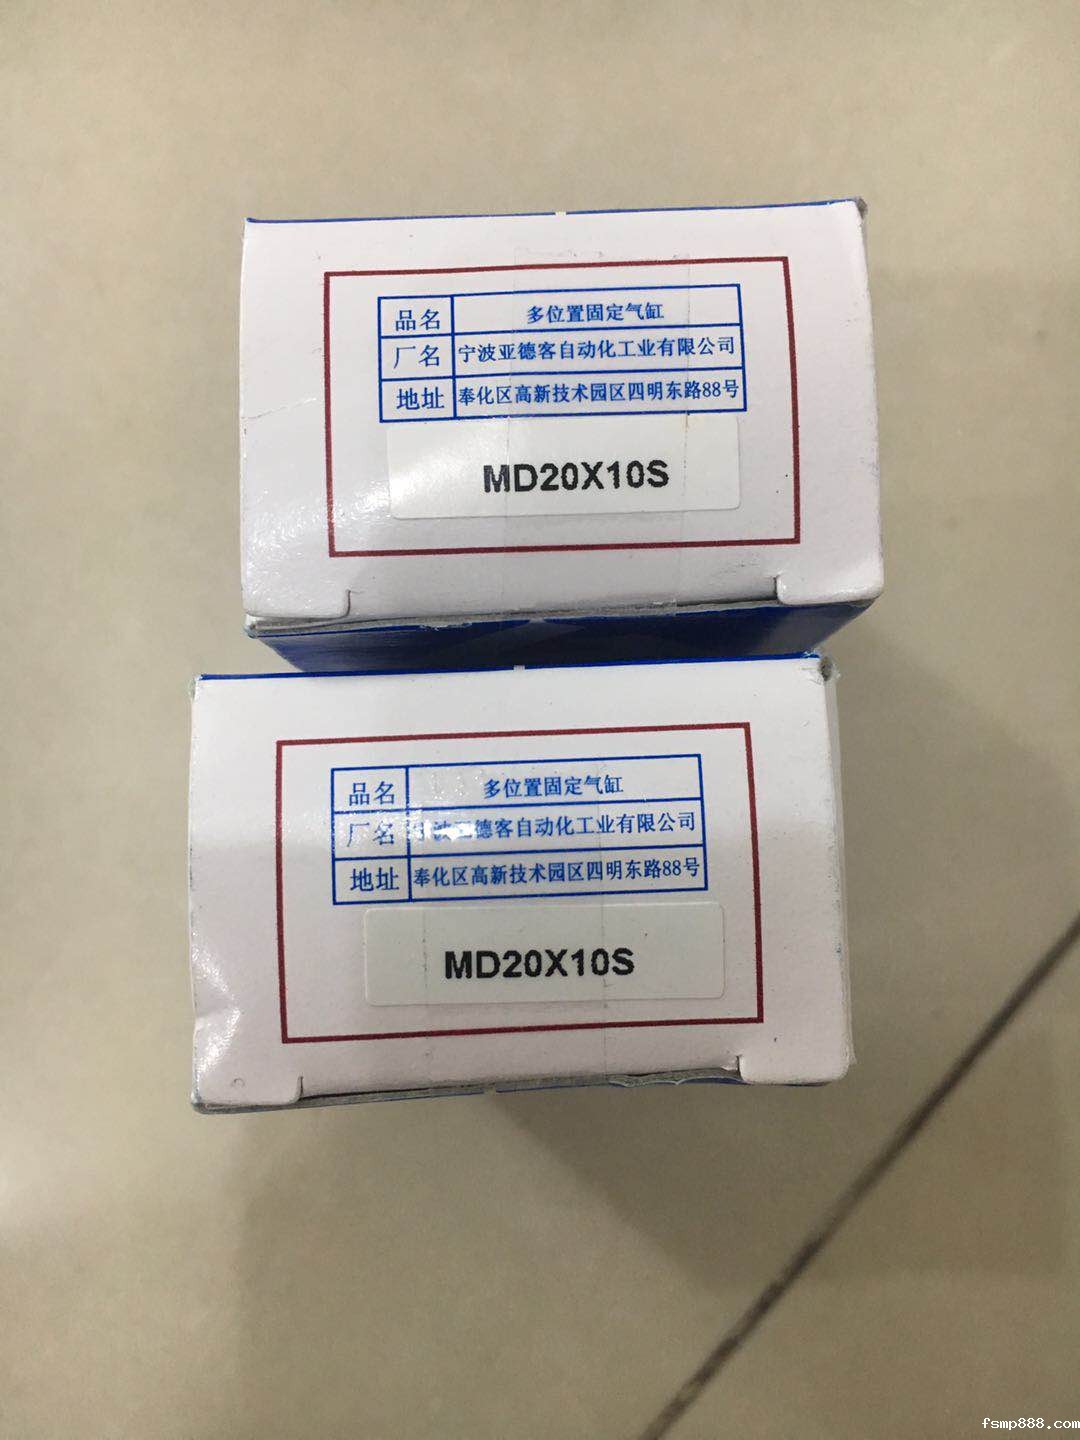 品名 多位置固定气缸
厂名 宁波亚德客自动化工业有限公司
地址 奉化区高新技术园区四明东路88号
MD20X10S
品名 多位置固定气缸
厂名 宁波亚德客自动化工业有限公司
地址 奉化区高新技术园区四明东路88号
MD20X10S
fsmp888.com